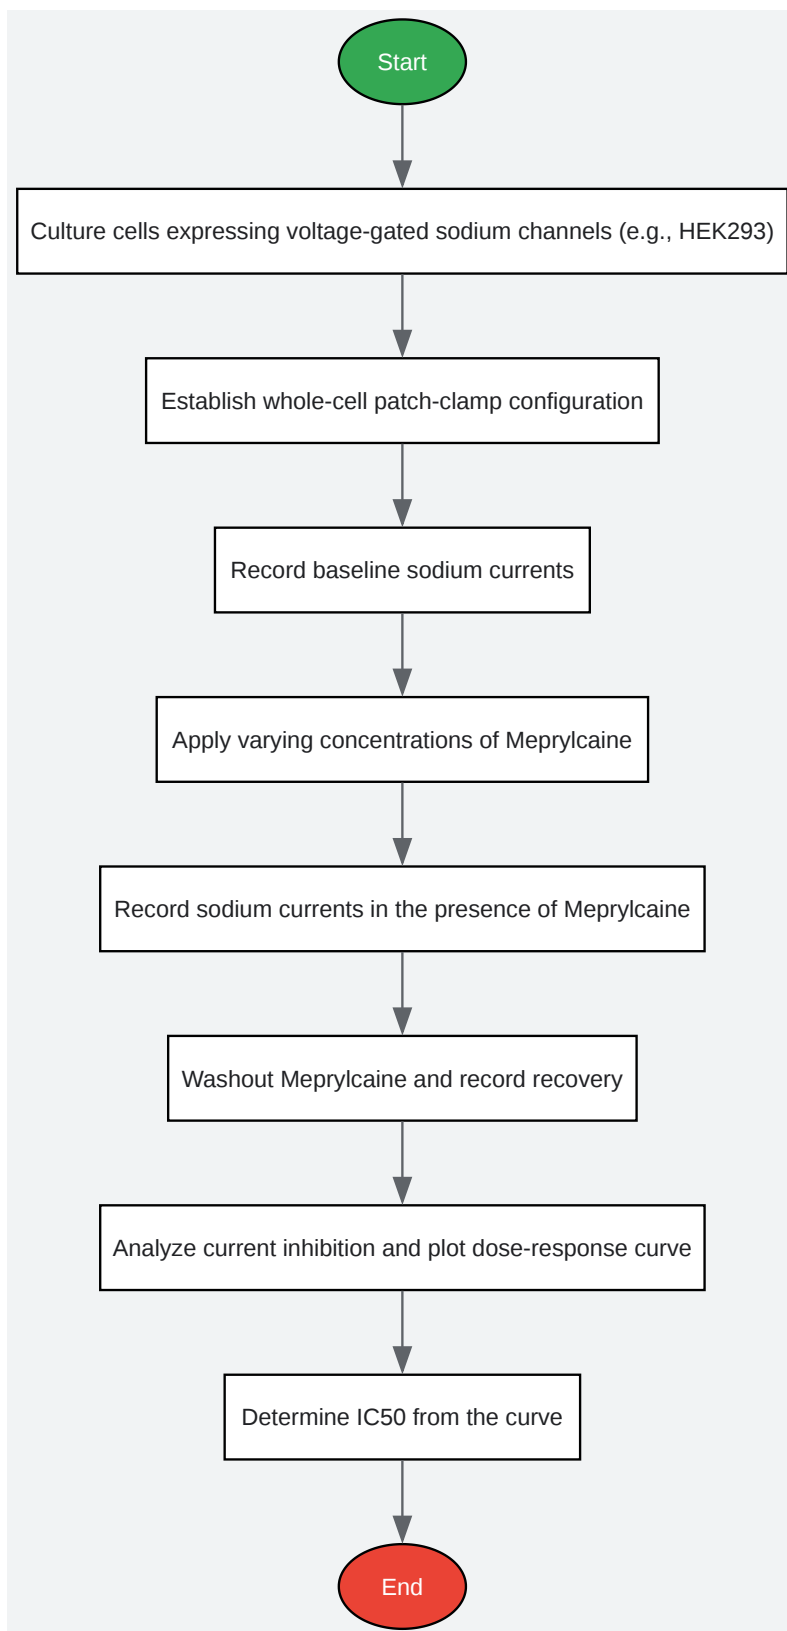 Start
Culture cells expressing voltage-gated sodium channels (e.g., HEK293)
Establish whole-cell patch-clamp configuration
Record baseline sodium currents
Apply varying concentrations of Meprylcaine
Record sodium currents in the presence of Meprylcaine
Washout Meprylcaine and record recovery
Analyze current inhibition and plot dose-response curve
Determine IC50 from the curve
End